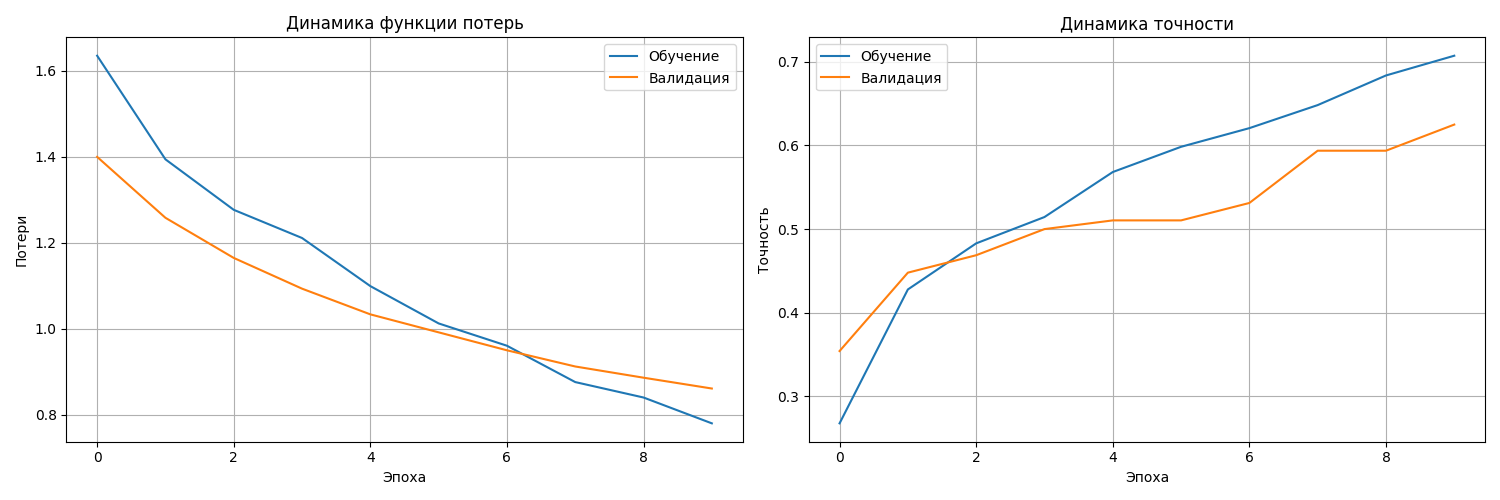 Динамика функции потерь
Обучение
Валидация
1.6
1.4
1.2
1.0
0.8
Потери
0 2 4 6 8
Эпоха
Динамика точности
Обучение
Валидация
0.7
0.6
0.5
0.4
0.3
Точность
0 2 4 6 8
Эпоха